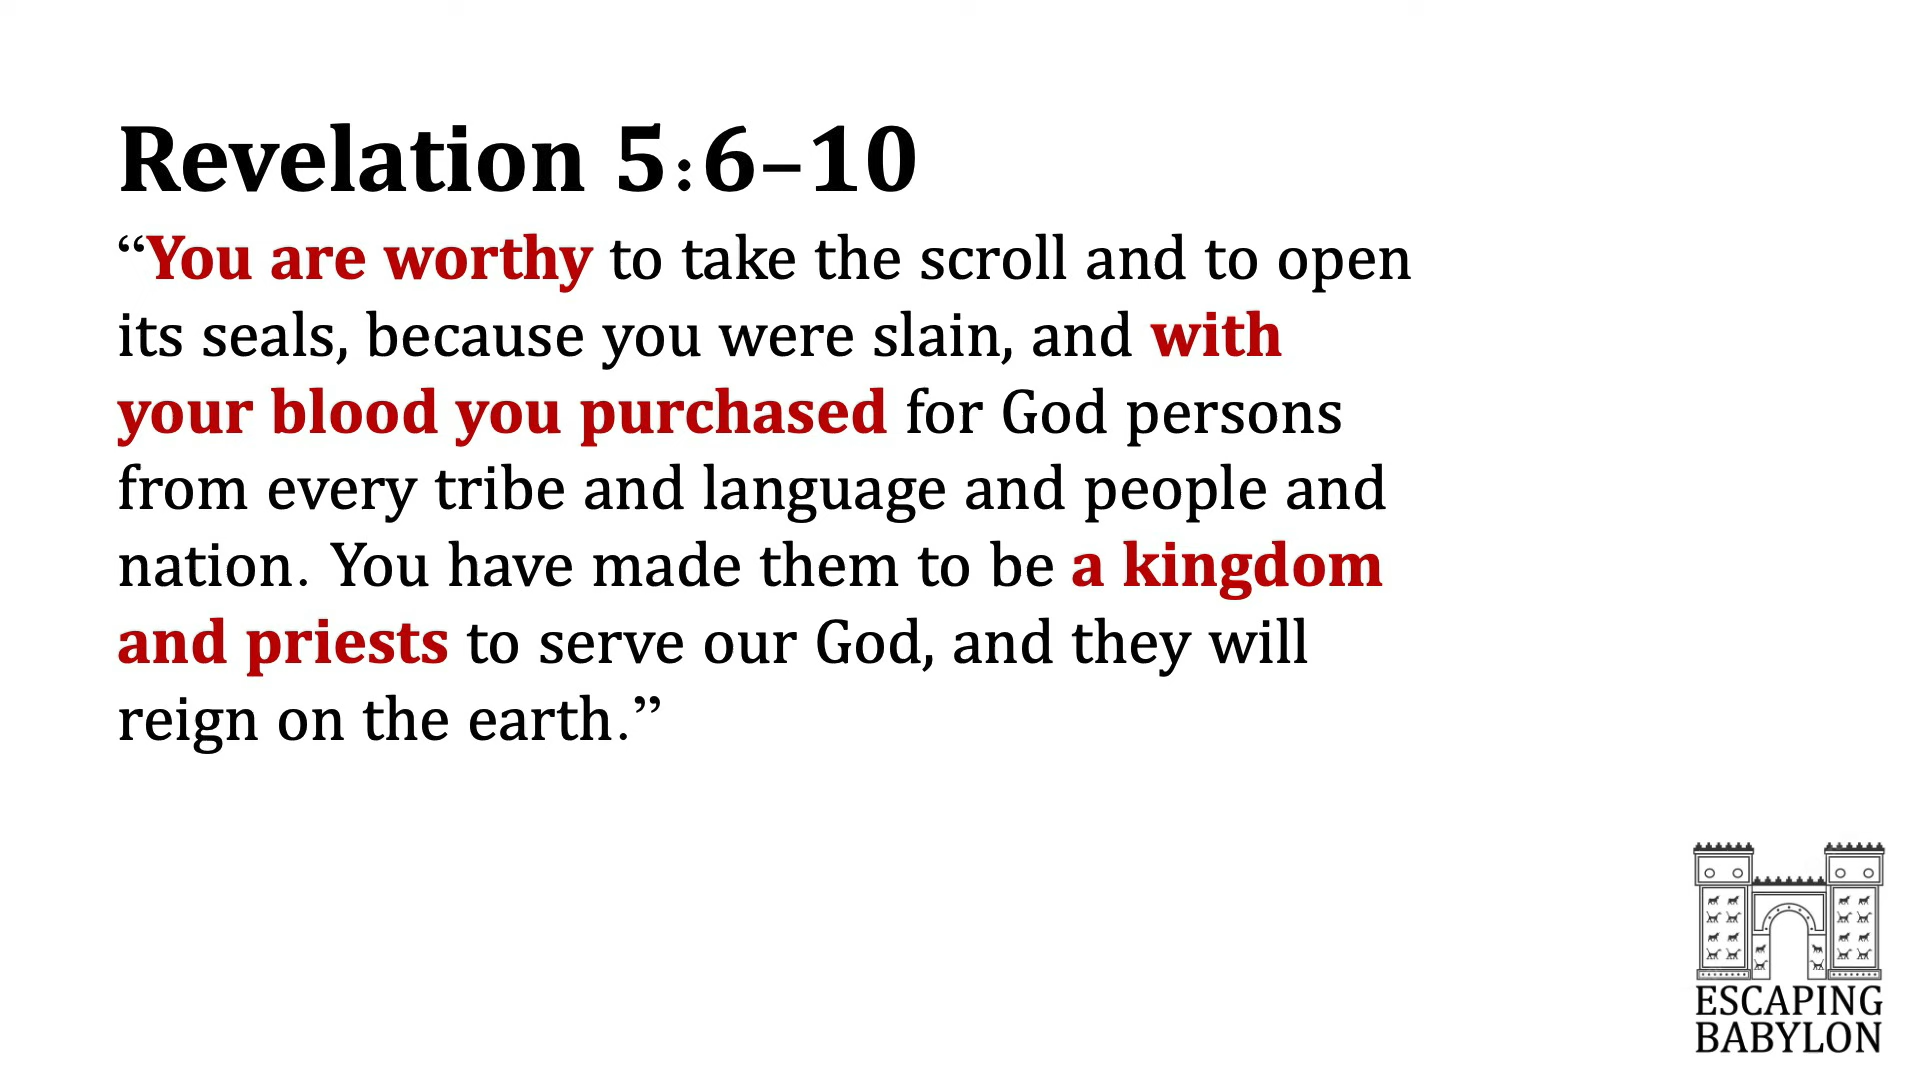 Revelation 5:6–10
“You are worthy to take the scroll and to open
its seals, because you were slain, and with
your blood you purchased for God persons
from every tribe and language and people and
nation. You have made them to be a kingdom
and priests to serve our God, and they will
reign on the earth.”
ESCAPING
BABYLON